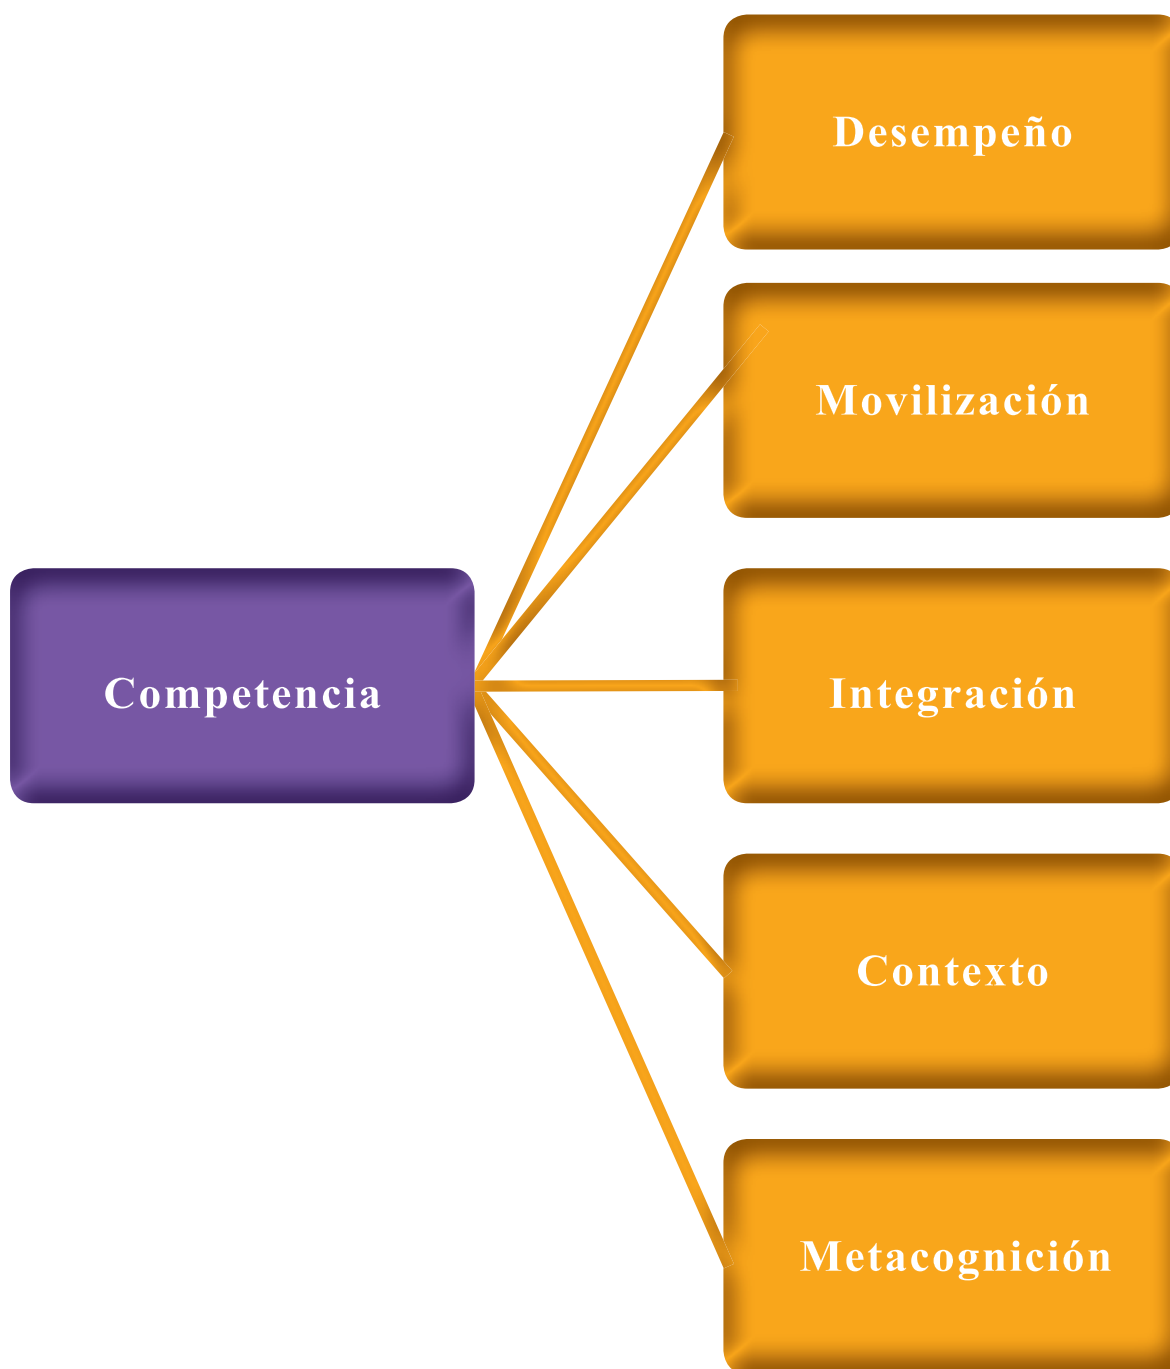 Desempeño
Movilización
Competencia
Integración
Contexto
Metacognición